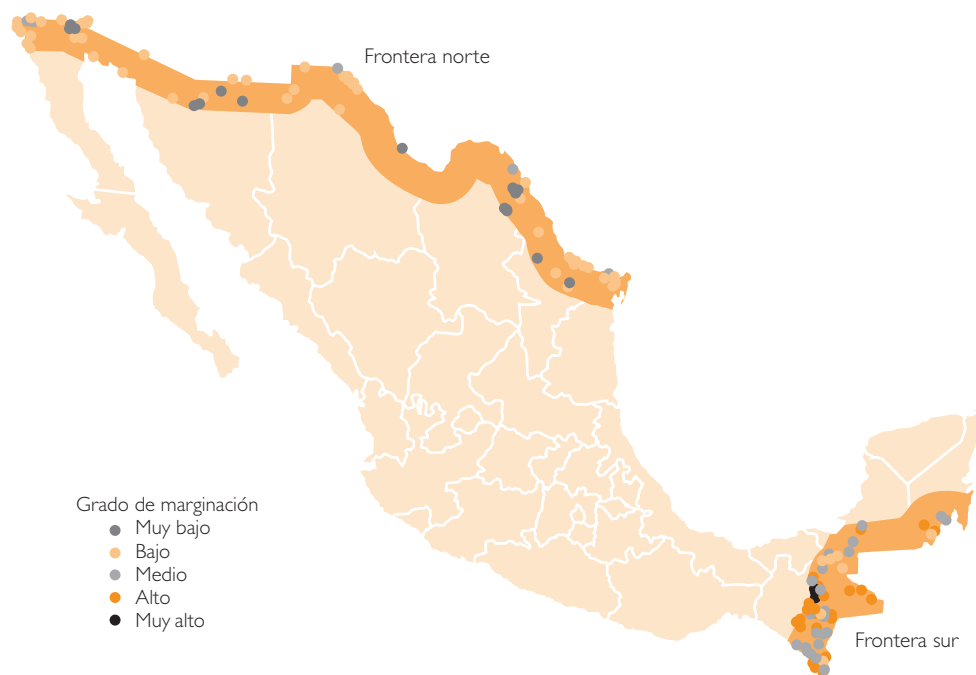 Frontera norte
Grado de marginación
Muy bajo
Bajo
Medio
Alto
Muy alto
Frontera sur